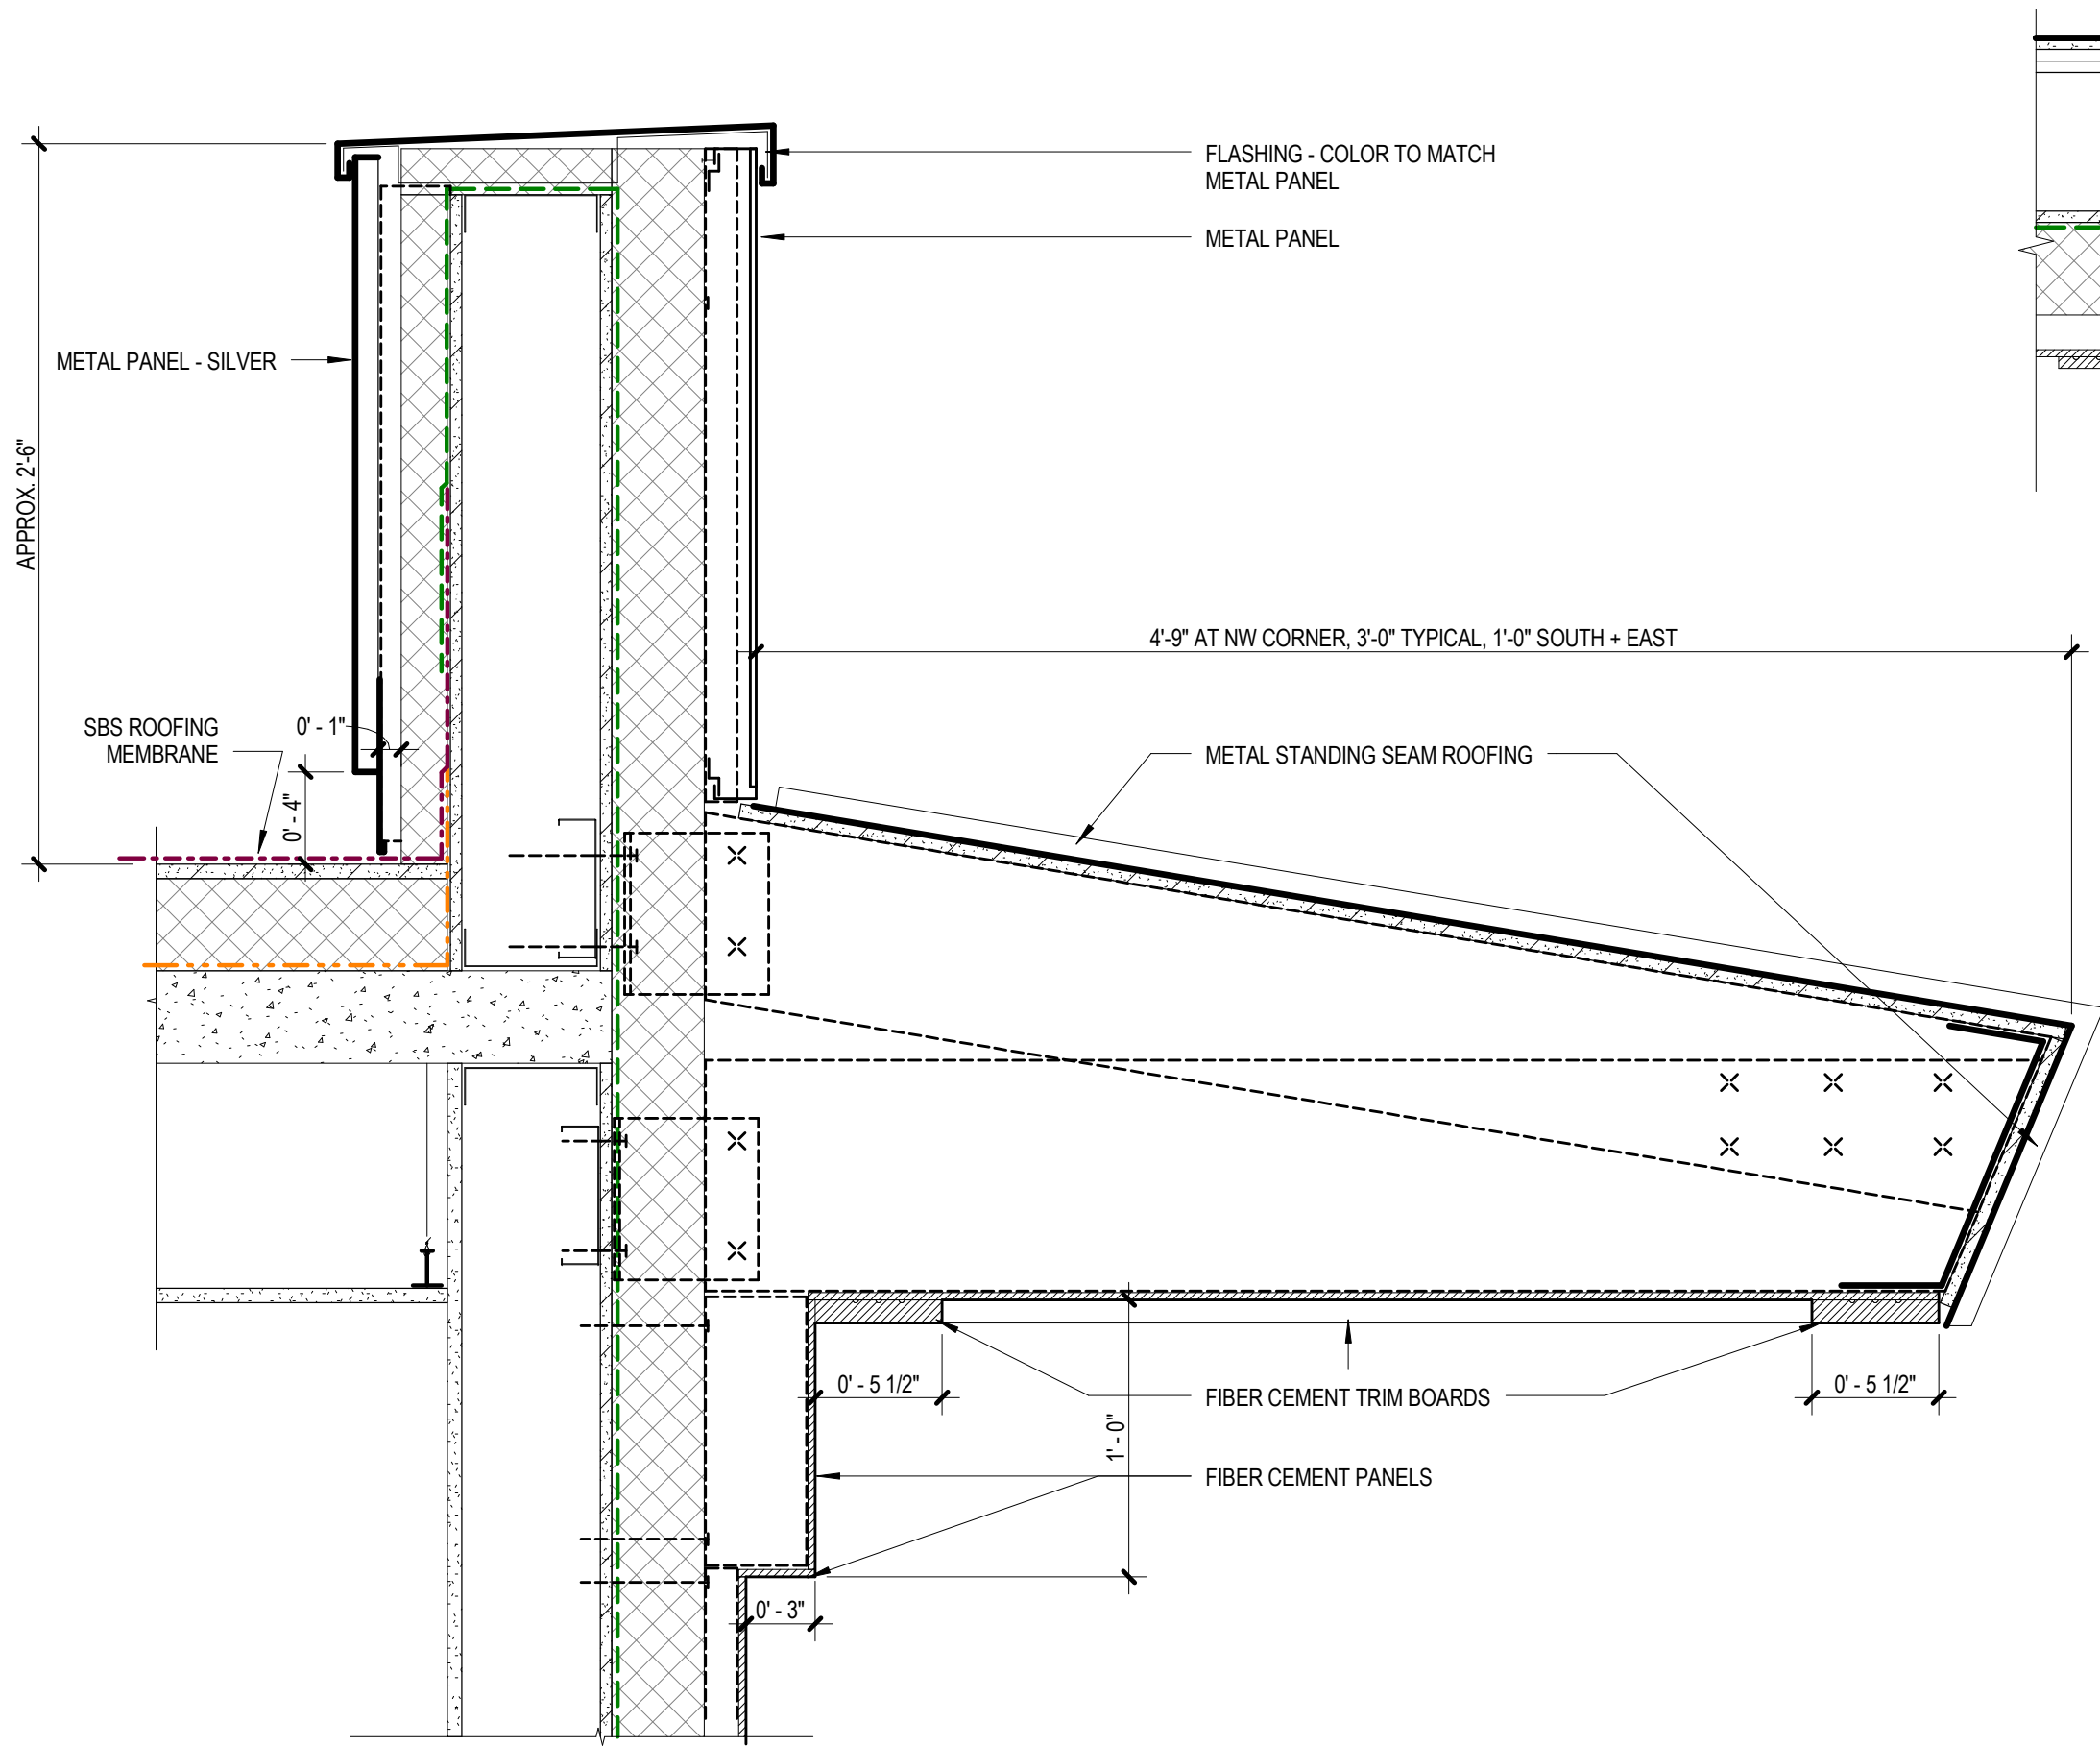 FLASHING - COLOR TO MATCH
METAL PANEL
METAL PANEL
METAL PANEL - SILVER
APPROX. 2'-6"
4'-9" AT NW CORNER, 3'-0" TYPICAL, 1'-0" SOUTH + EAST
SBS ROOFING
MEMBRANE
0' - 1"
METAL STANDING SEAM ROOFING
0' - 4"
0' - 5 1/2"
FIBER CEMENT TRIM BOARDS
0' - 5 1/2"
1' - 0"
FIBER CEMENT PANELS
0' - 3"